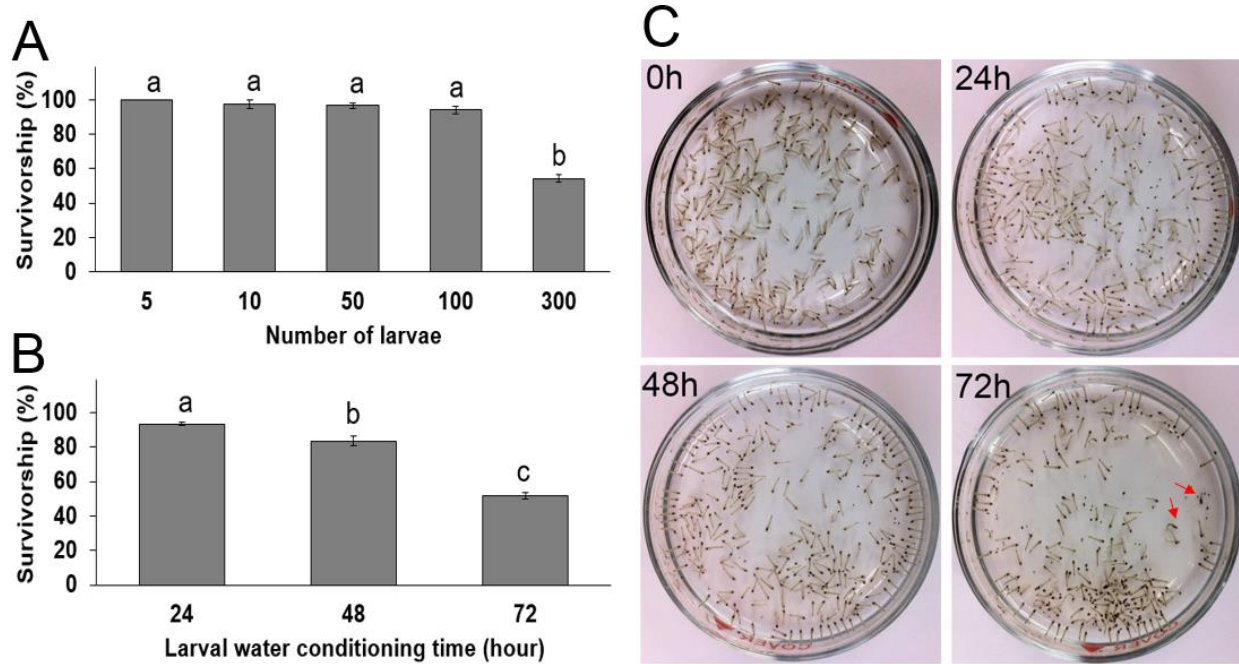 A
Survivorship (%)
100
80
60
40
20
0
a a a a b
5 10 50 100 300
Number of larvae
B
Survivorship (%)
100
80
60
40
20
0
a b c
24 48 72
Larval water conditioning time (hour)
C
0h
24h
48h
72h